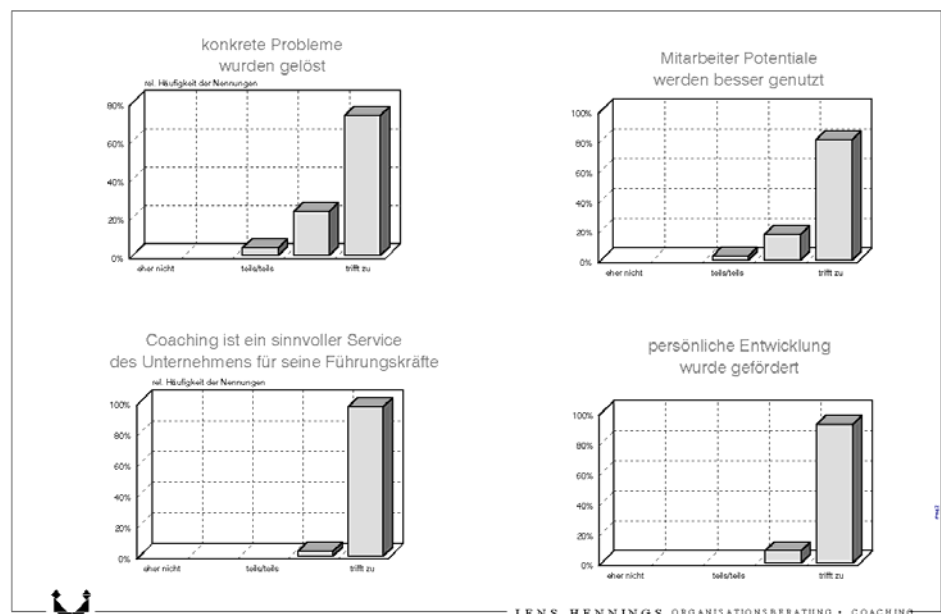 konkrete Probleme
wurden gelöst
rel. Häufigkeit der Nennungen
80%
60%
40%
20%
0%
eher nicht teils/teils trifft zu
Mitarbeiter Potentiale
werden besser genutzt
100%
80%
60%
40%
20%
0%
eher nicht teils/teils trifft zu
Coaching ist ein sinnvoller Service
des Unternehmens für seine Führungskräfte
rel. Häufigkeit der Nennungen
100%
80%
60%
40%
20%
0%
eher nicht teils/teils trifft zu
persönliche Entwicklung
wurde gefördert
100%
80%
60%
40%
20%
0%
eher nicht teils/teils trifft zu
JENS HENNINGS ORGANISATIONSBERATUNG • COACHING